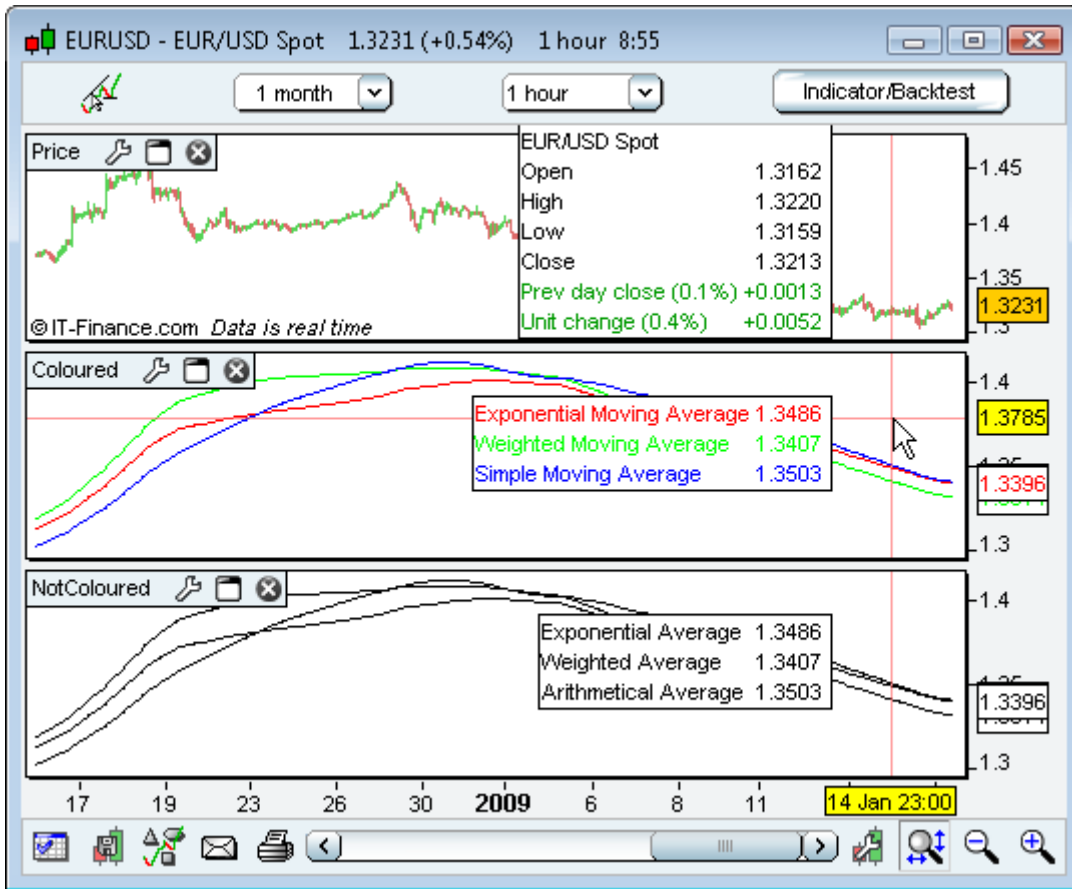 EURUSD - EUR/USD Spot 1.3231 (+0.54%) 1 hour 8:55
1 month 1 hour Indicator/Backtest
Price
EUR/USD Spot
Open 1.3162
High 1.3220
Low 1.3159
Close 1.3213
Prev day close (0.1%) +0.0013
Unit change (0.4%) +0.0052
© IT-Finance.com Data is real time
1.45
1.4
1.35
1.3231
1.3
Coloured
Exponential Moving Average 1.3486
Weighted Moving Average 1.3407
Simple Moving Average 1.3503
1.4
1.3785
1.3396
1.3
NotColoured
Exponential Average 1.3486
Weighted Average 1.3407
Arithmetical Average 1.3503
1.4
1.3396
1.3
17 19 23 26 30 2009 6 8 11 14 Jan 23:00